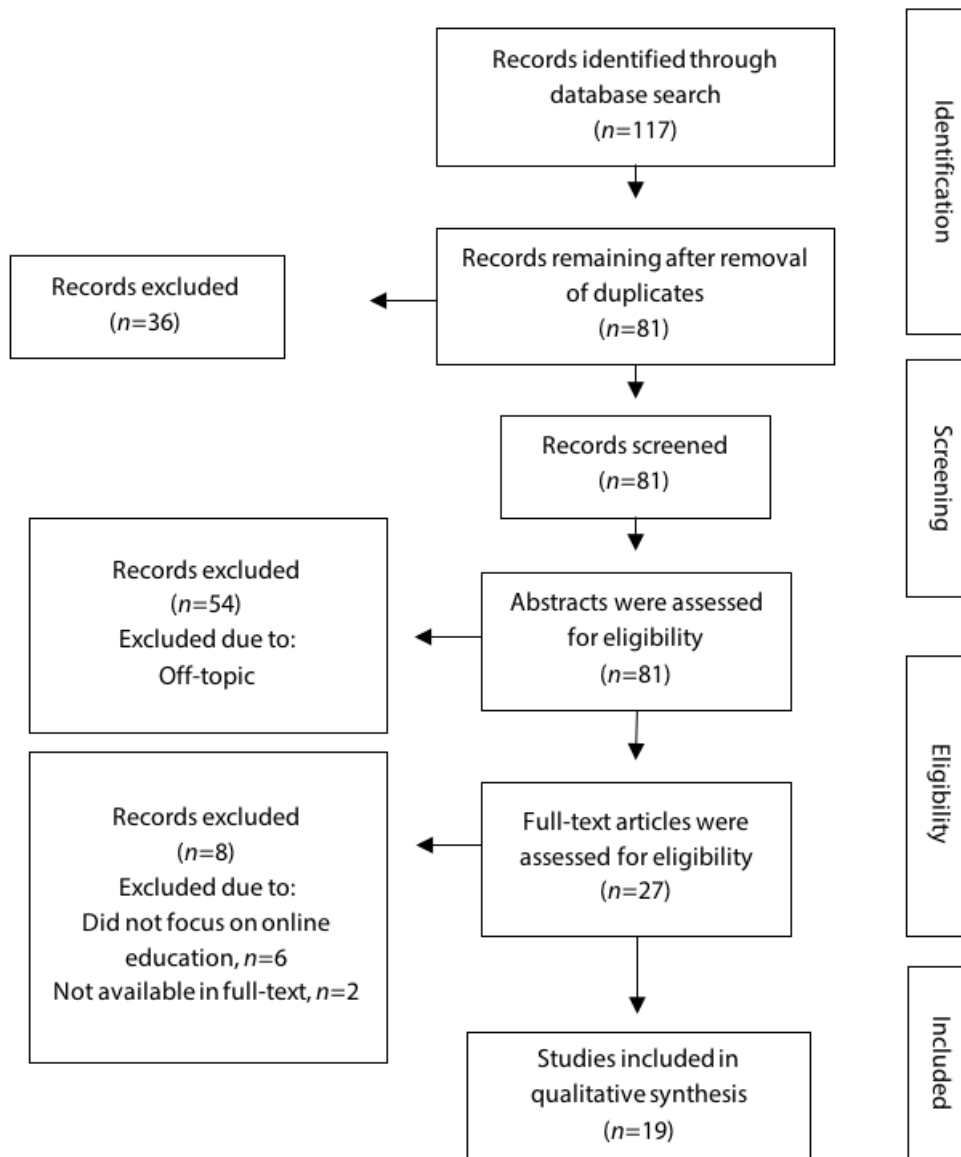 Records identified through
database search
(n=117)
Identification
Records remaining after removal
of duplicates
(n=81)
Records excluded
(n=36)
Records screened
(n=81)
Screening
Abstracts were assessed
for eligibility
(n=81)
Records excluded
(n=54)
Excluded due to:
Off-topic
Full-text articles were
assessed for eligibility
(n=27)
Eligibility
Records excluded
(n=8)
Excluded due to:
Did not focus on online
education, n=6
Not available in full-text, n=2
Studies included in
qualitative synthesis
(n=19)
Included